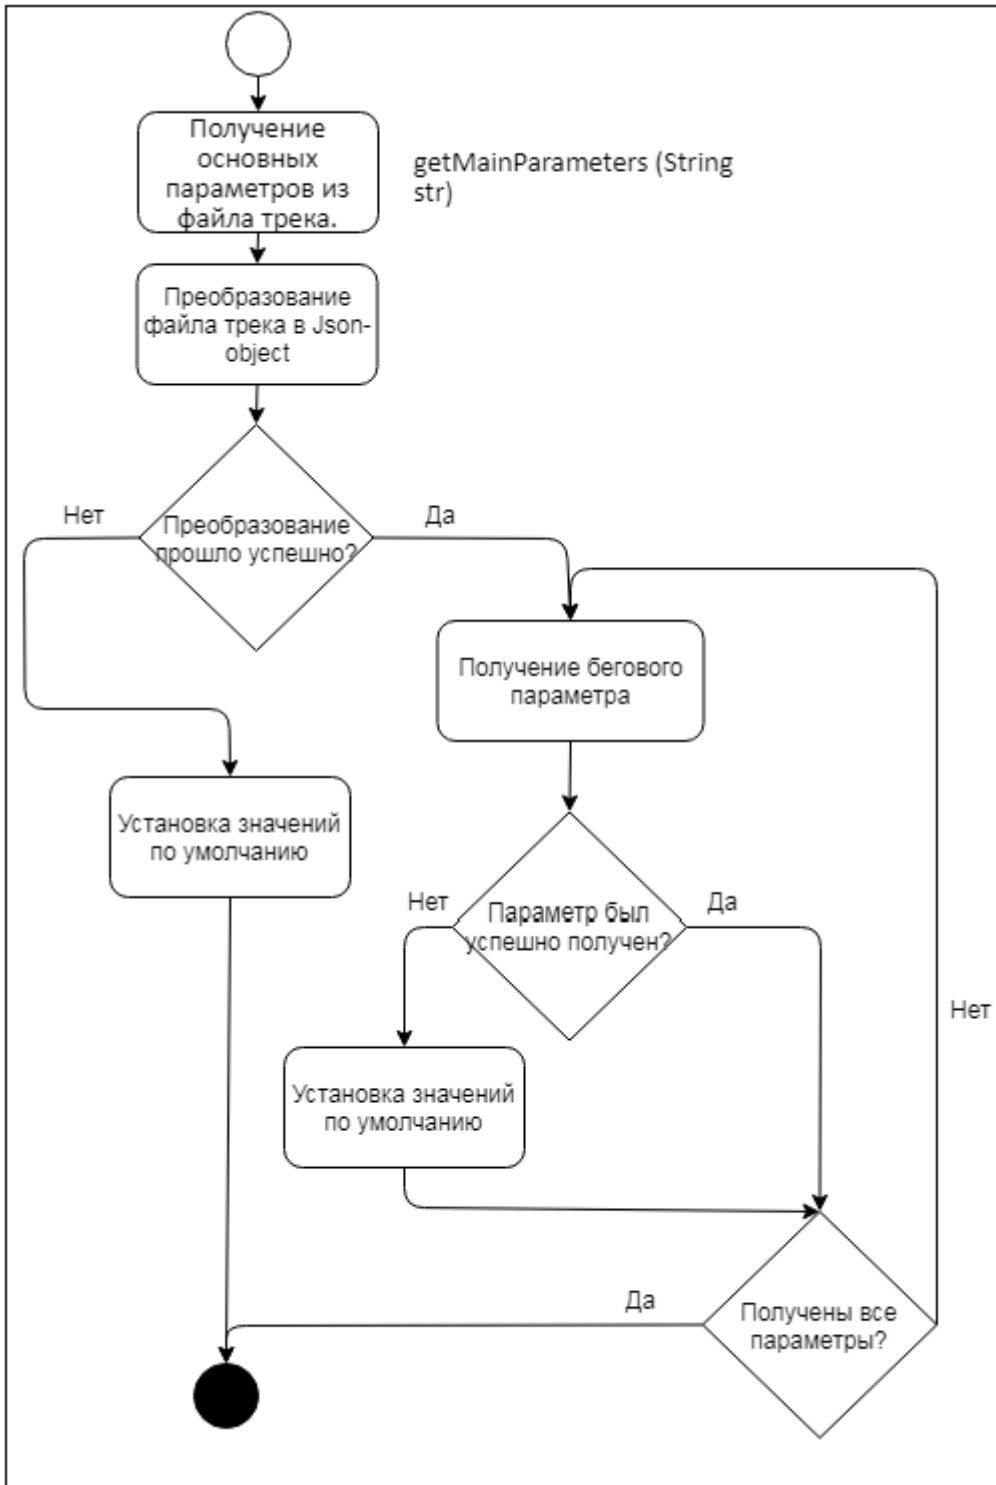 Получение
основных
параметров из
файла трека.
getMainParameters (String
str)
Преобразование
файла трека в Json-
object
Нет
Преобразование
прошло успешно?
Да
Получение бегового
параметра
Установка значений
по умолчанию
Нет
Параметр был
успешно получен?
Да
Нет
Установка значений
по умолчанию
Да
Получены все
параметры?